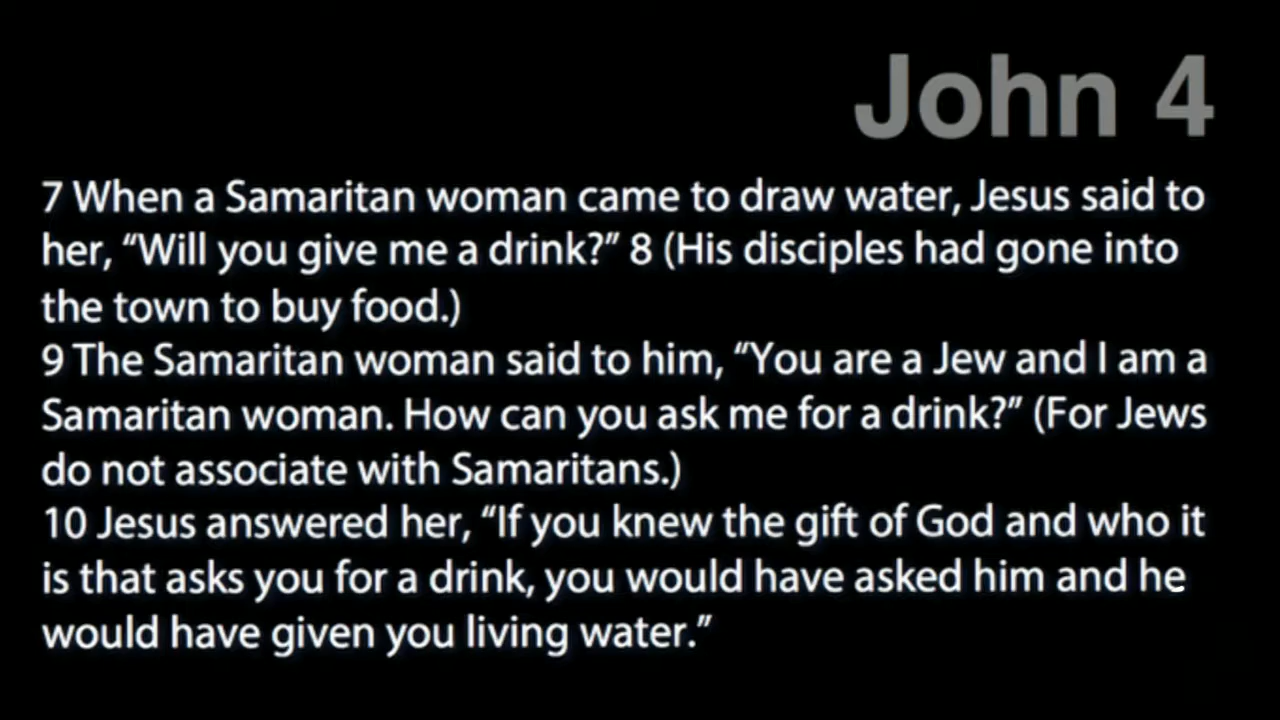 John 4
7 When a Samaritan woman came to draw water, Jesus said to
her, “Will you give me a drink?” 8 (His disciples had gone into
the town to buy food.)
9 The Samaritan woman said to him, “You are a Jew and I am a
Samaritan woman. How can you ask me for a drink?” (For Jews
do not associate with Samaritans.)
10 Jesus answered her, “If you knew the gift of God and who it
is that asks you for a drink, you would have asked him and he
would have given you living water.”